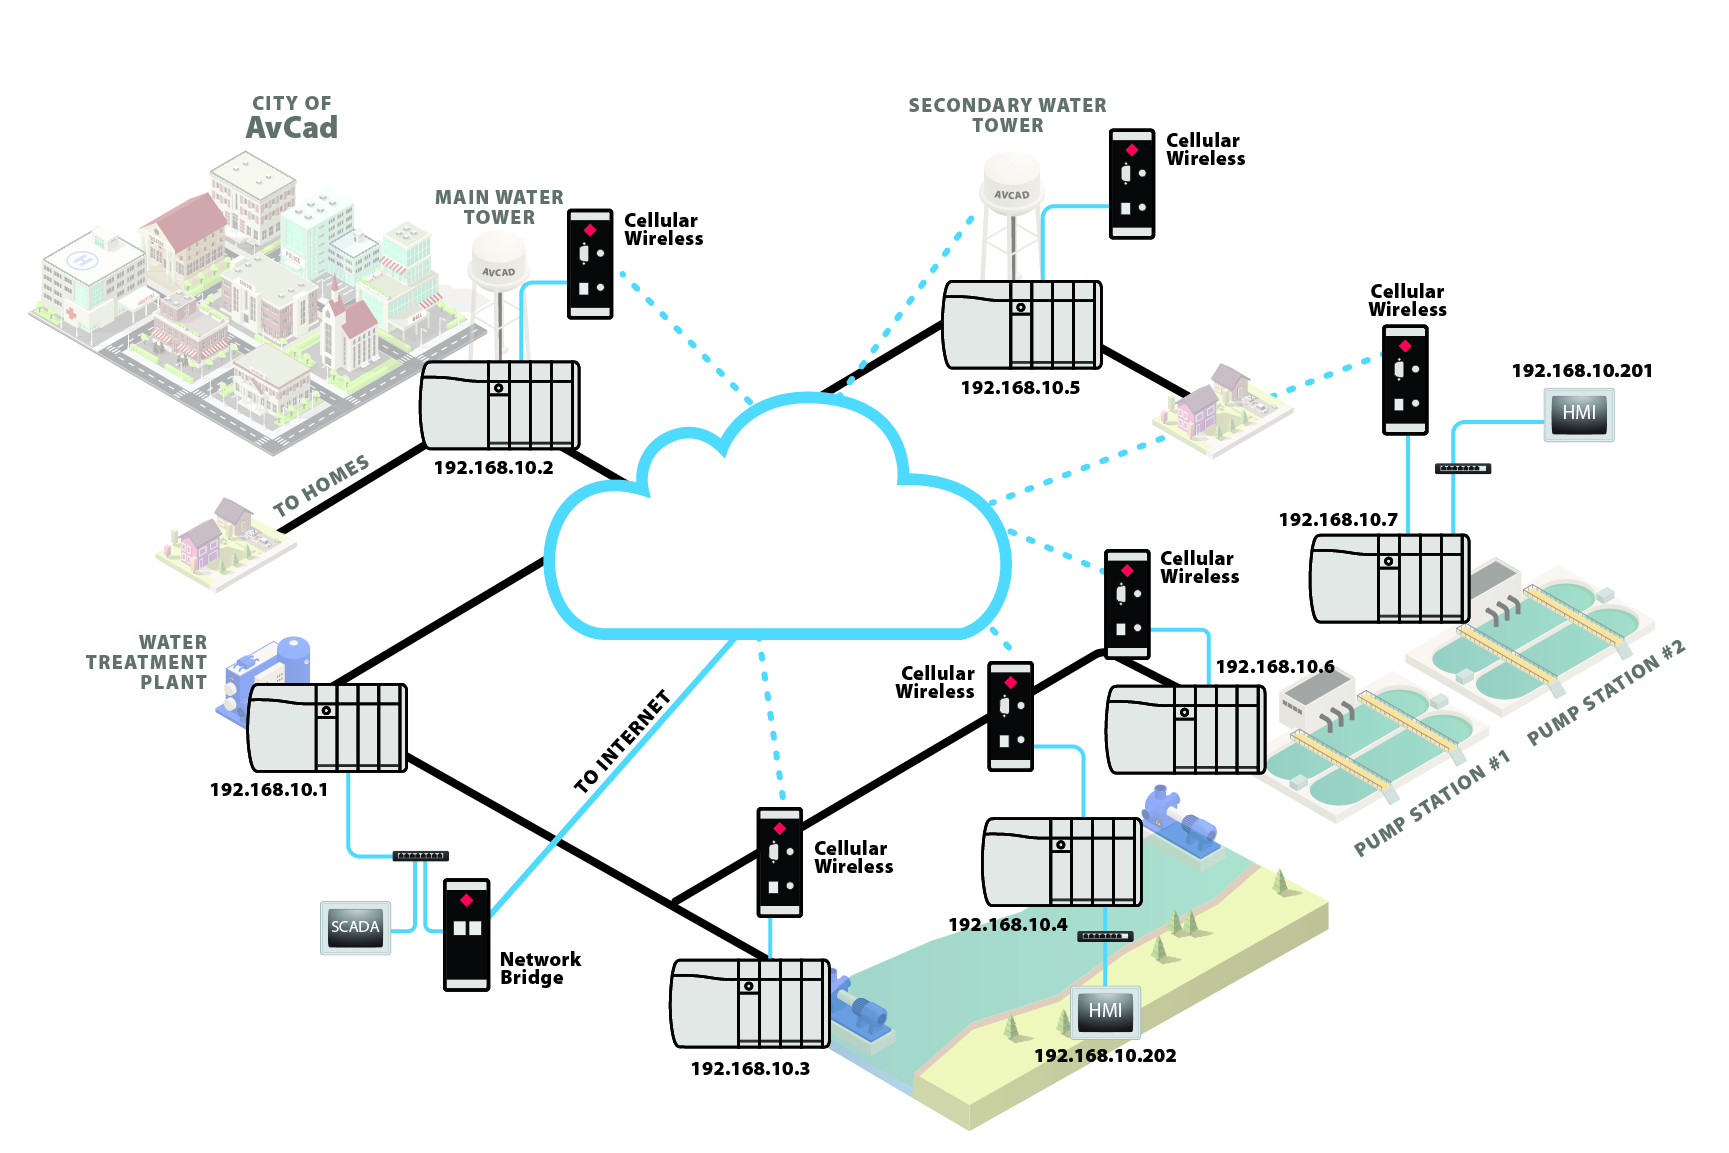 CITY OF
AvCad
MAIN WATER
TOWER
AVCAD
Cellular
Wireless
192.168.10.2
TO HOMES
SECONDARY WATER
TOWER
AVCAD
Cellular
Wireless
192.168.10.5
Cellular
Wireless
192.168.10.201
HMI
192.168.10.7
PUMP STATION #2
Cellular
Wireless
192.168.10.6
PUMP STATION #1
WATER
TREATMENT
PLANT
192.168.10.1
TO INTERNET
SCADA
Network
Bridge
Cellular
Wireless
192.168.10.3
Cellular
Wireless
192.168.10.4
HMI
192.168.10.202
H
HOSPITAL
POLICE
MALL